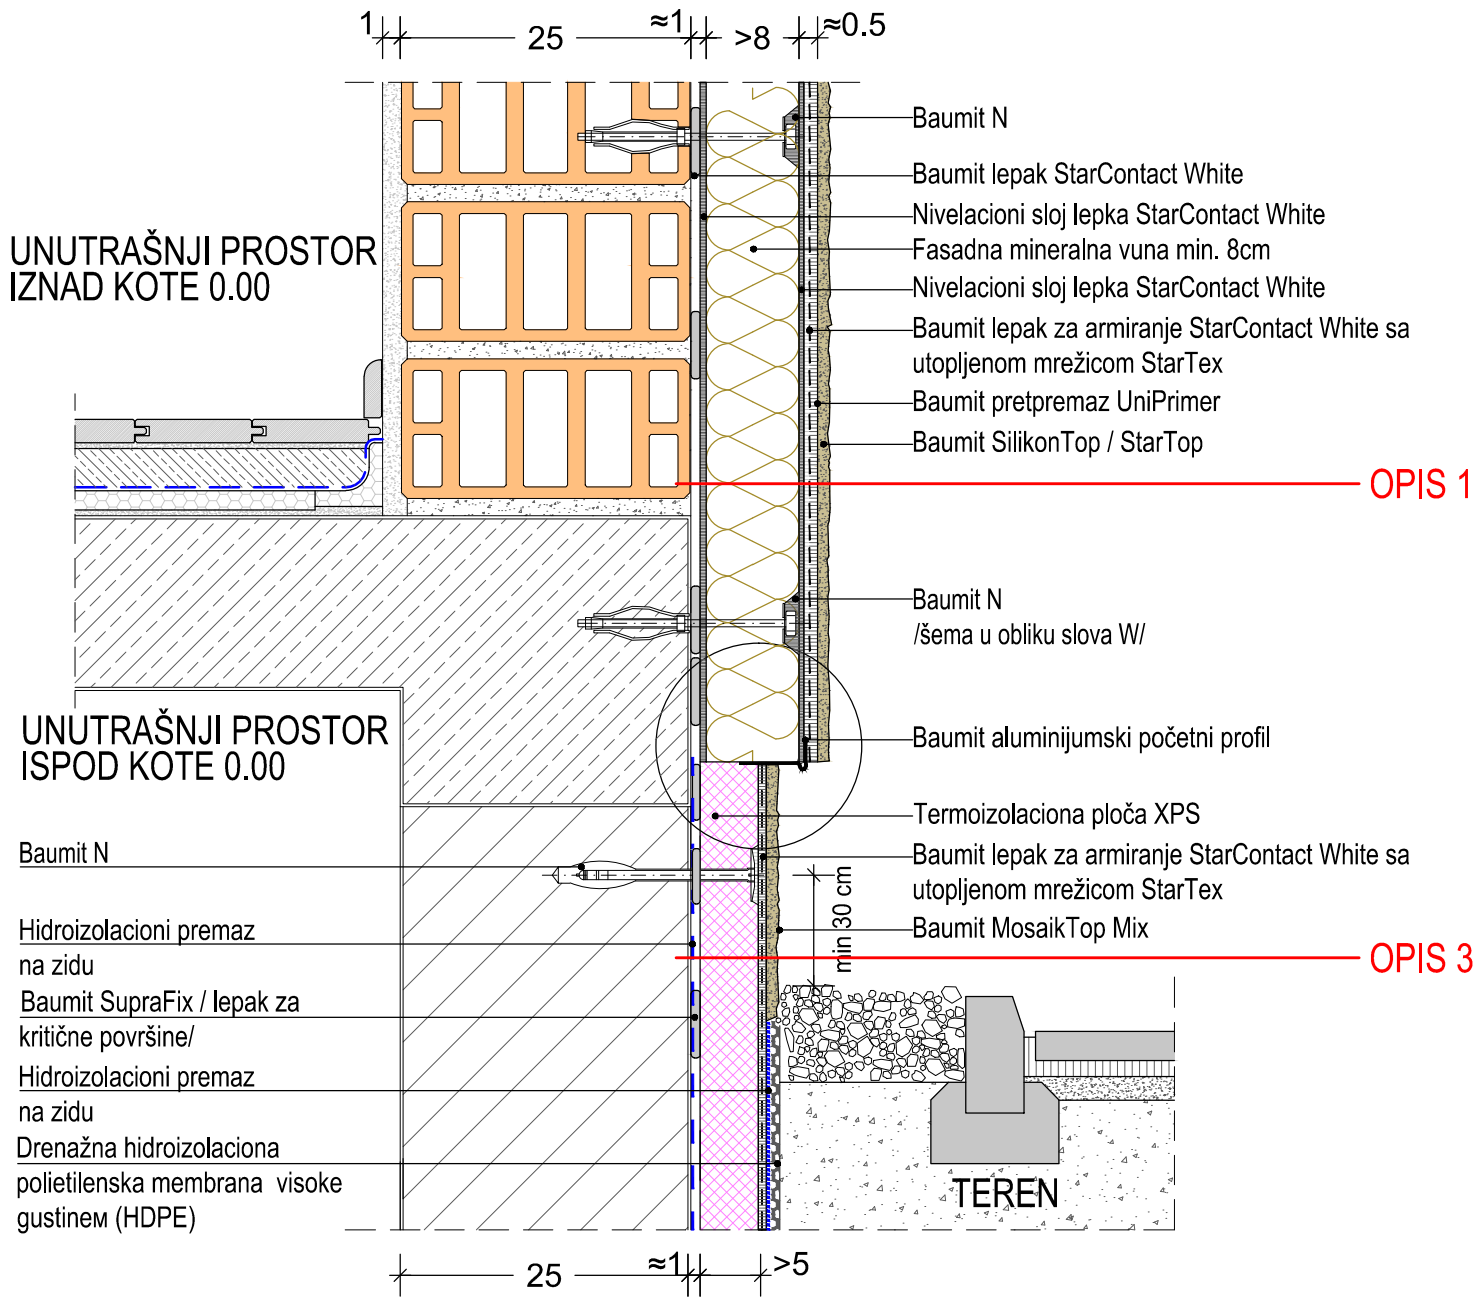 1
25
≈1
>8
≈0.5
Baumit N
Baumit lepak StarContact White
Nivelacioni sloj lepka StarContact White
Fasadna mineralna vuna min. 8cm
Nivelacioni sloj lepka StarContact White
Baumit lepak za armiranje StarContact White sa
utopljenom mrežicom StarTex
Baumit pretpremaz UniPrimer
Baumit SilikonTop / StarTop
OPIS 1
UNUTRAŠNJI PROSTOR
IZNAD KOTE 0.00
Baumit N
/šema u obliku slova W/
UNUTRAŠNJI PROSTOR
ISPOD KOTE 0.00
Baumit aluminijumski početni profil
Termoizolaciona ploča XPS
Baumit lepak za armiranje StarContact White sa
utopljenom mrežicom StarTex
Baumit MosaikTop Mix
OPIS 3
min 30 cm
Baumit N
Hidroizolacioni premaz
na zidu
Baumit SupraFix / lepak za
kritične površine/
Hidroizolacioni premaz
na zidu
Drenažna hidroizolaciona
polietilenska membrana visoke
gustineм (HDPE)
TEREN
25
≈1
>5